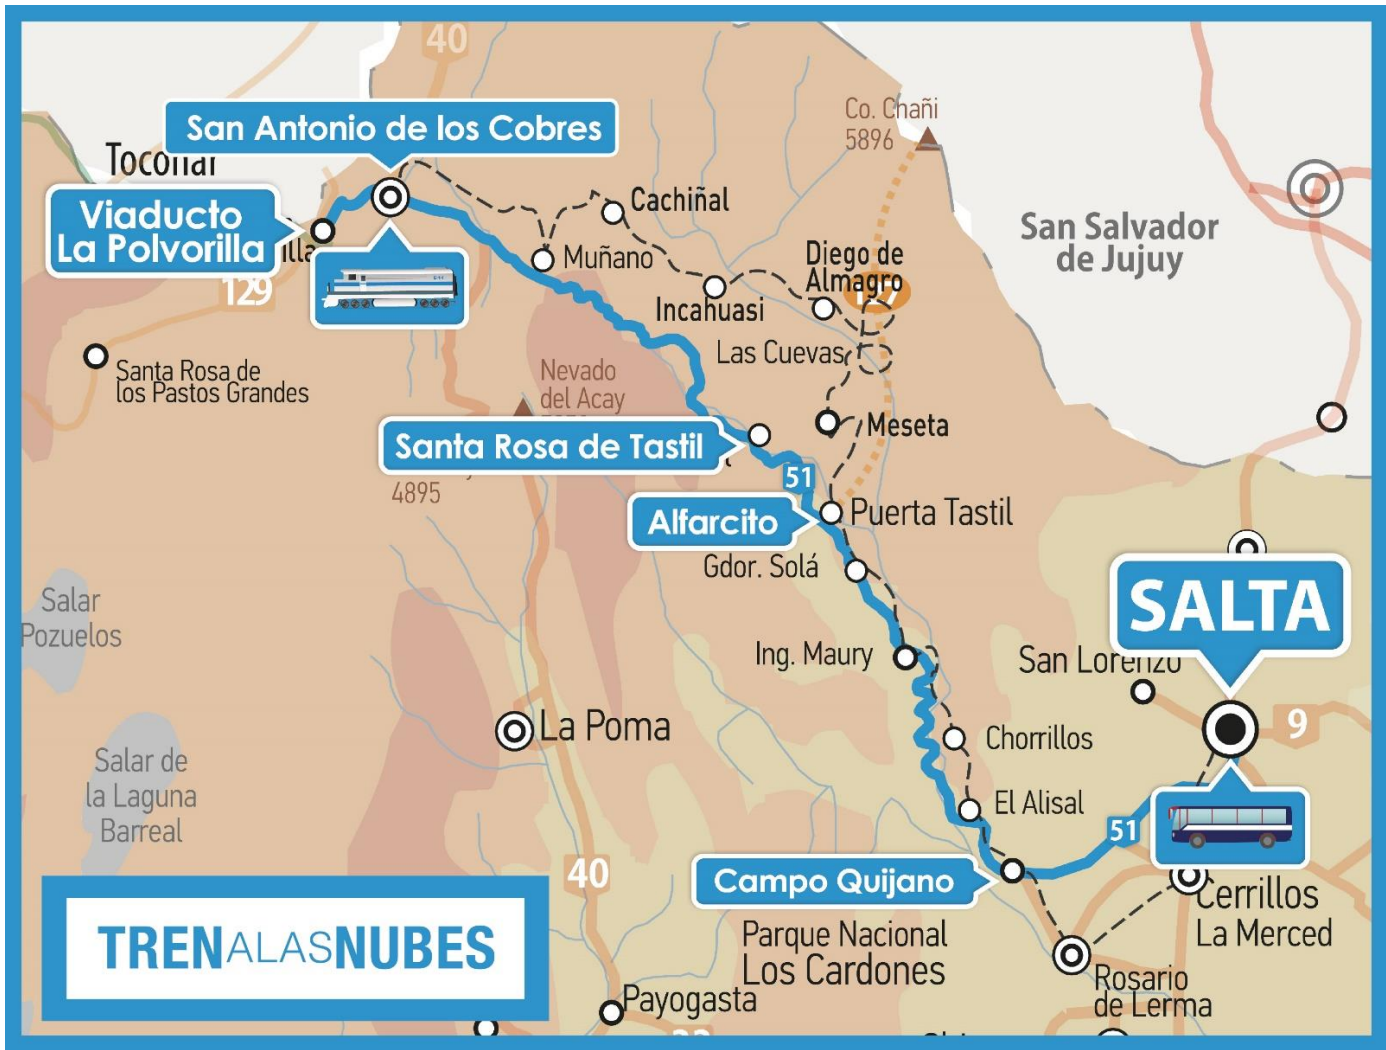 40
Co. Chañi
5896
San Antonio de los Cobres
Toconar
Viaducto
La Polvorilla
Cachiñal
San Salvador
de Jujuy
Muñano
Diego de
Almagro
129
Incahuasi
Las Cuevas
Santa Rosa de
los Pastos Grandes
Nevado
del Acay
Meseta
Santa Rosa de Tastil
51
4895
Alfarcito
Puerta Tastil
Gdor. Solá
SALTA
Salar
Pozuelos
Ing. Maury
San Lorenzo
La Poma
9
Chorrillos
Salar de
la Laguna
Barreal
El Alisal
51
40
Campo Quijano
Cerrillos
La Merced
Parque Nacional
Los Cardones
TRENALASNUBES
Rosario
de Lerma
Payogasta